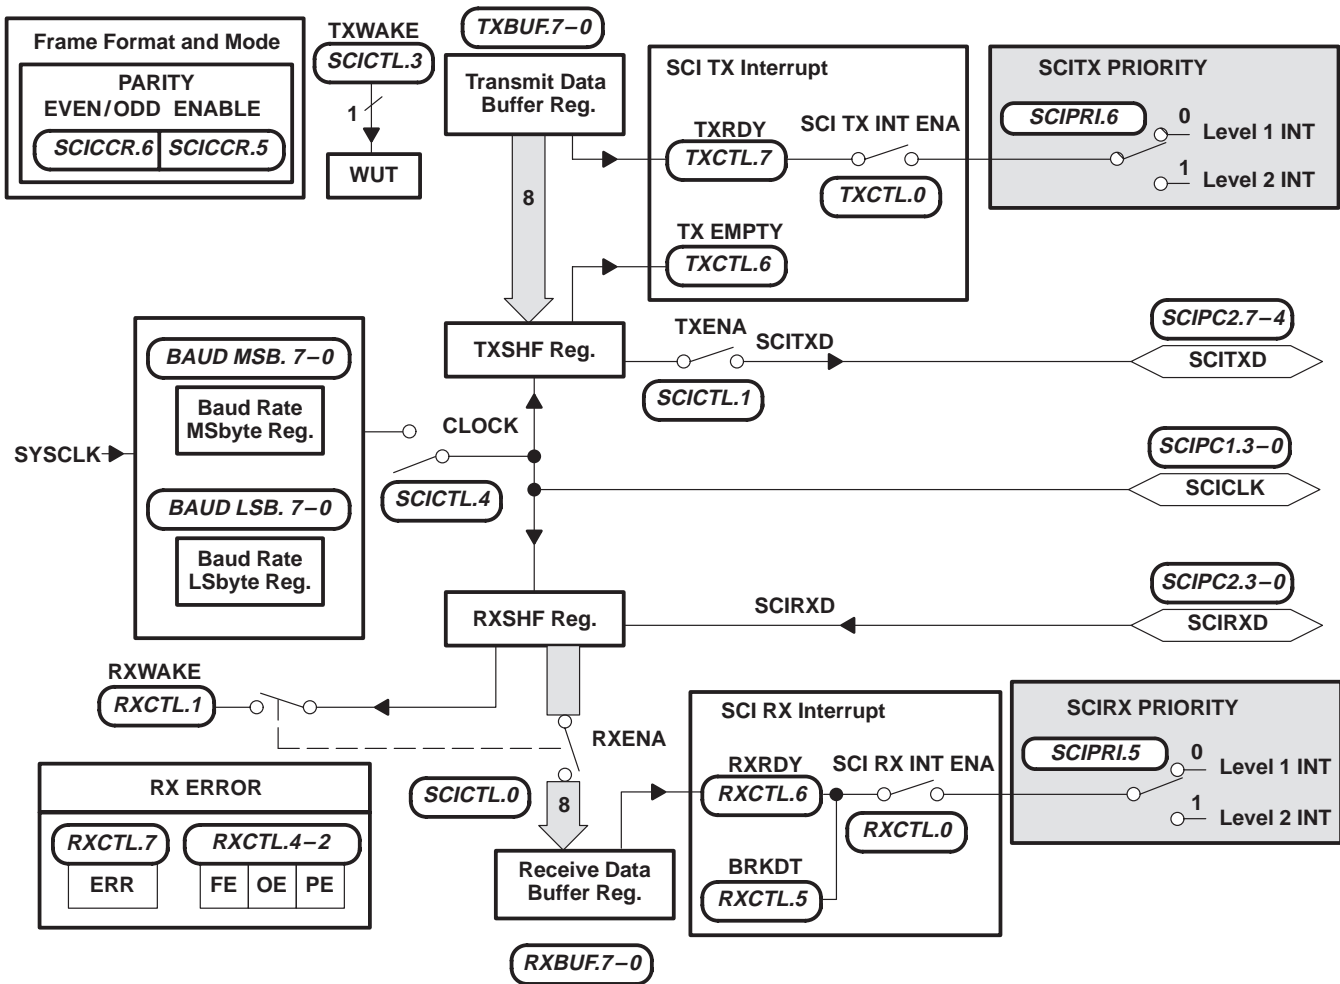 Frame Format and Mode
PARITY
EVEN/ODD ENABLE
SCICCR.6 SCICCR.5
TXWAKE
SCICTL.3
1
WUT
TXBUF.7–0
Transmit Data
Buffer Reg.
8
SCI TX Interrupt
TXRDY
TXCTL.7
SCI TX INT ENA
TXCTL.0
TX EMPTY
TXCTL.6
SCITX PRIORITY
SCIPRI.6
0
Level 1 INT
1
Level 2 INT
TXSHF Reg.
TXENA
SCITXD
SCICTL.1
SCIPC2.7–4
SCITXD
SYSCLK
BAUD MSB. 7–0
Baud Rate
MSbyte Reg.
BAUD LSB. 7–0
Baud Rate
LSbyte Reg.
CLOCK
SCICTL.4
SCIPC1.3–0
SCICLK
RXSHF Reg.
SCIRXD
SCIPC2.3–0
SCIRXD
RXWAKE
RXCTL.1
RXENA
SCICTL.0
8
Receive Data
Buffer Reg.
RXBUF.7–0
RX ERROR
RXCTL.7 RXCTL.4–2
ERR FE OE PE
SCI RX Interrupt
RXRDY
RXCTL.6
SCI RX INT ENA
RXCTL.0
BRKDT
RXCTL.5
SCIRX PRIORITY
SCIPRI.5
0
Level 1 INT
1
Level 2 INT